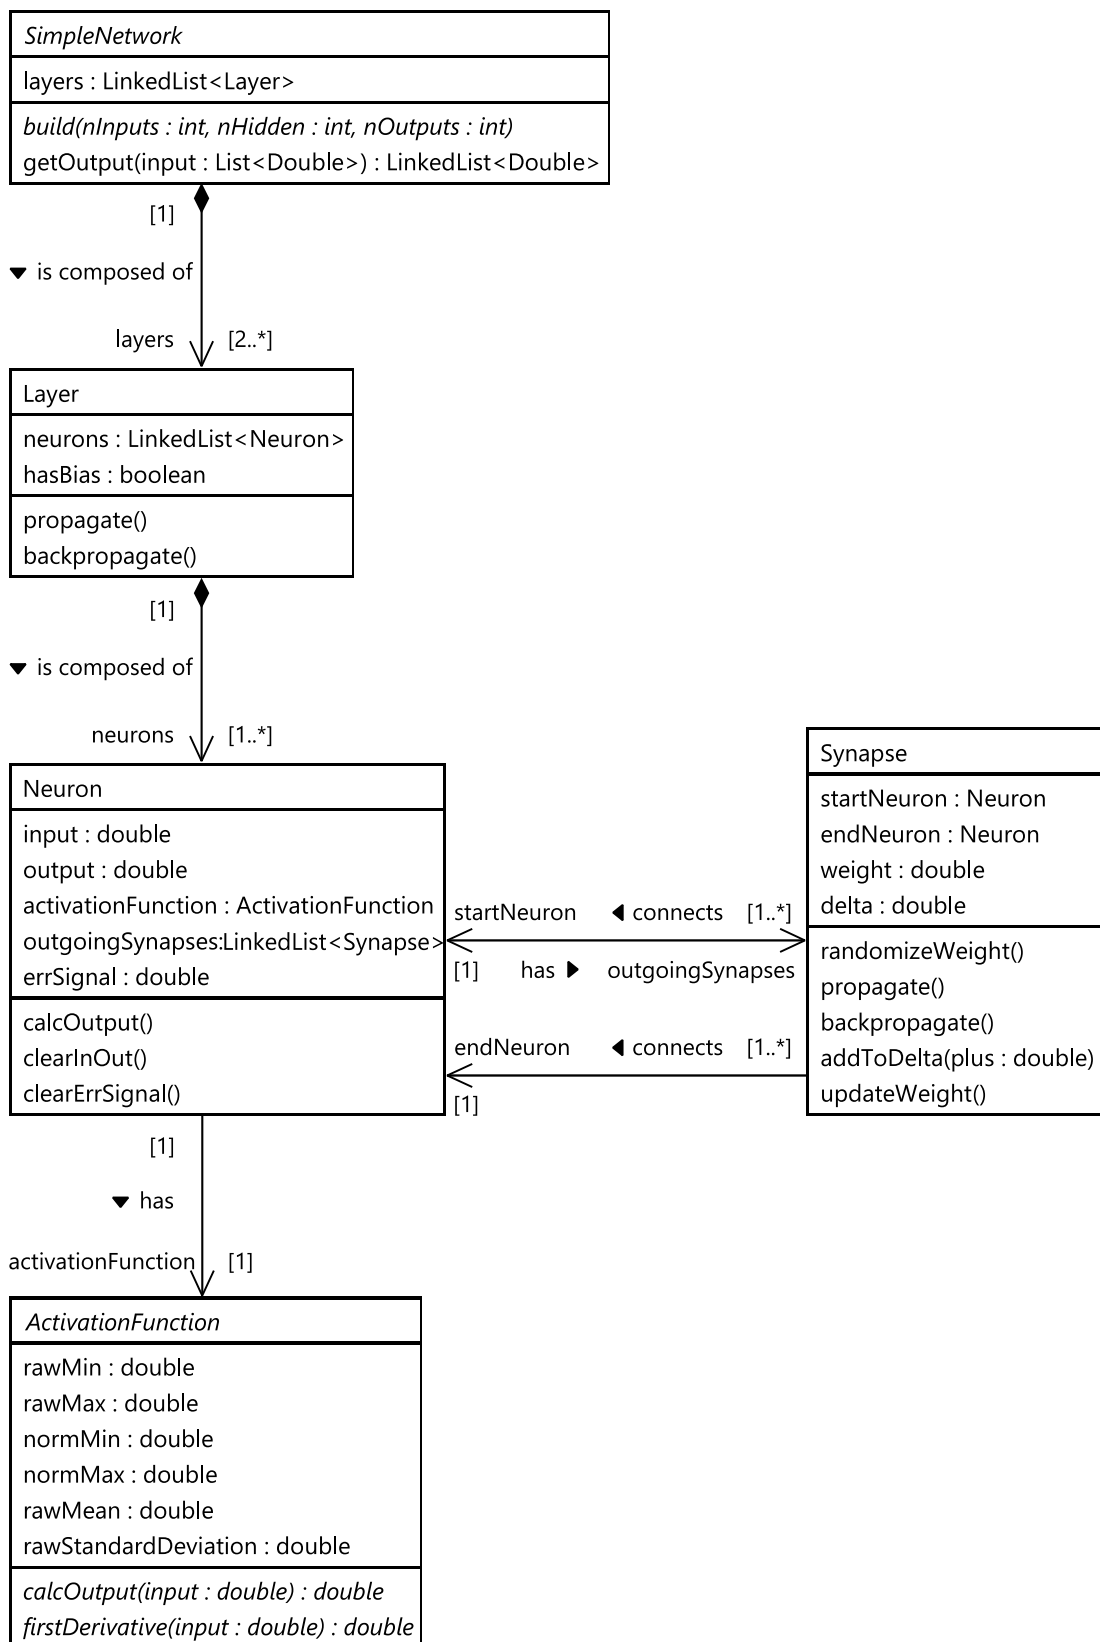 SimpleNetwork
layers : LinkedList<Layer>
build(nInputs : int, nHidden : int, nOutputs : int)
getOutput(input : List<Double>) : LinkedList<Double>
[1]
is composed of
layers [2..*]
Layer
neurons : LinkedList<Neuron>
hasBias : boolean
propagate()
backpropagate()
[1]
is composed of
neurons [1..*]
Neuron
input : double
output : double
activationFunction : ActivationFunction
outgoingSynapses:LinkedList<Synapse>
errSignal : double
calcOutput()
clearInOut()
clearErrSignal()
startNeuron connects [1..*]
[1] has outgoingSynapses
endNeuron connects [1..*]
[1]
Synapse
startNeuron : Neuron
endNeuron : Neuron
weight : double
delta : double
randomizeWeight()
propagate()
backpropagate()
addToDelta(plus : double)
updateWeight()
[1]
has
activationFunction [1]
ActivationFunction
rawMin : double
rawMax : double
normMin : double
normMax : double
rawMean : double
rawStandardDeviation : double
calcOutput(input : double) : double
firstDerivative(input : double) : double